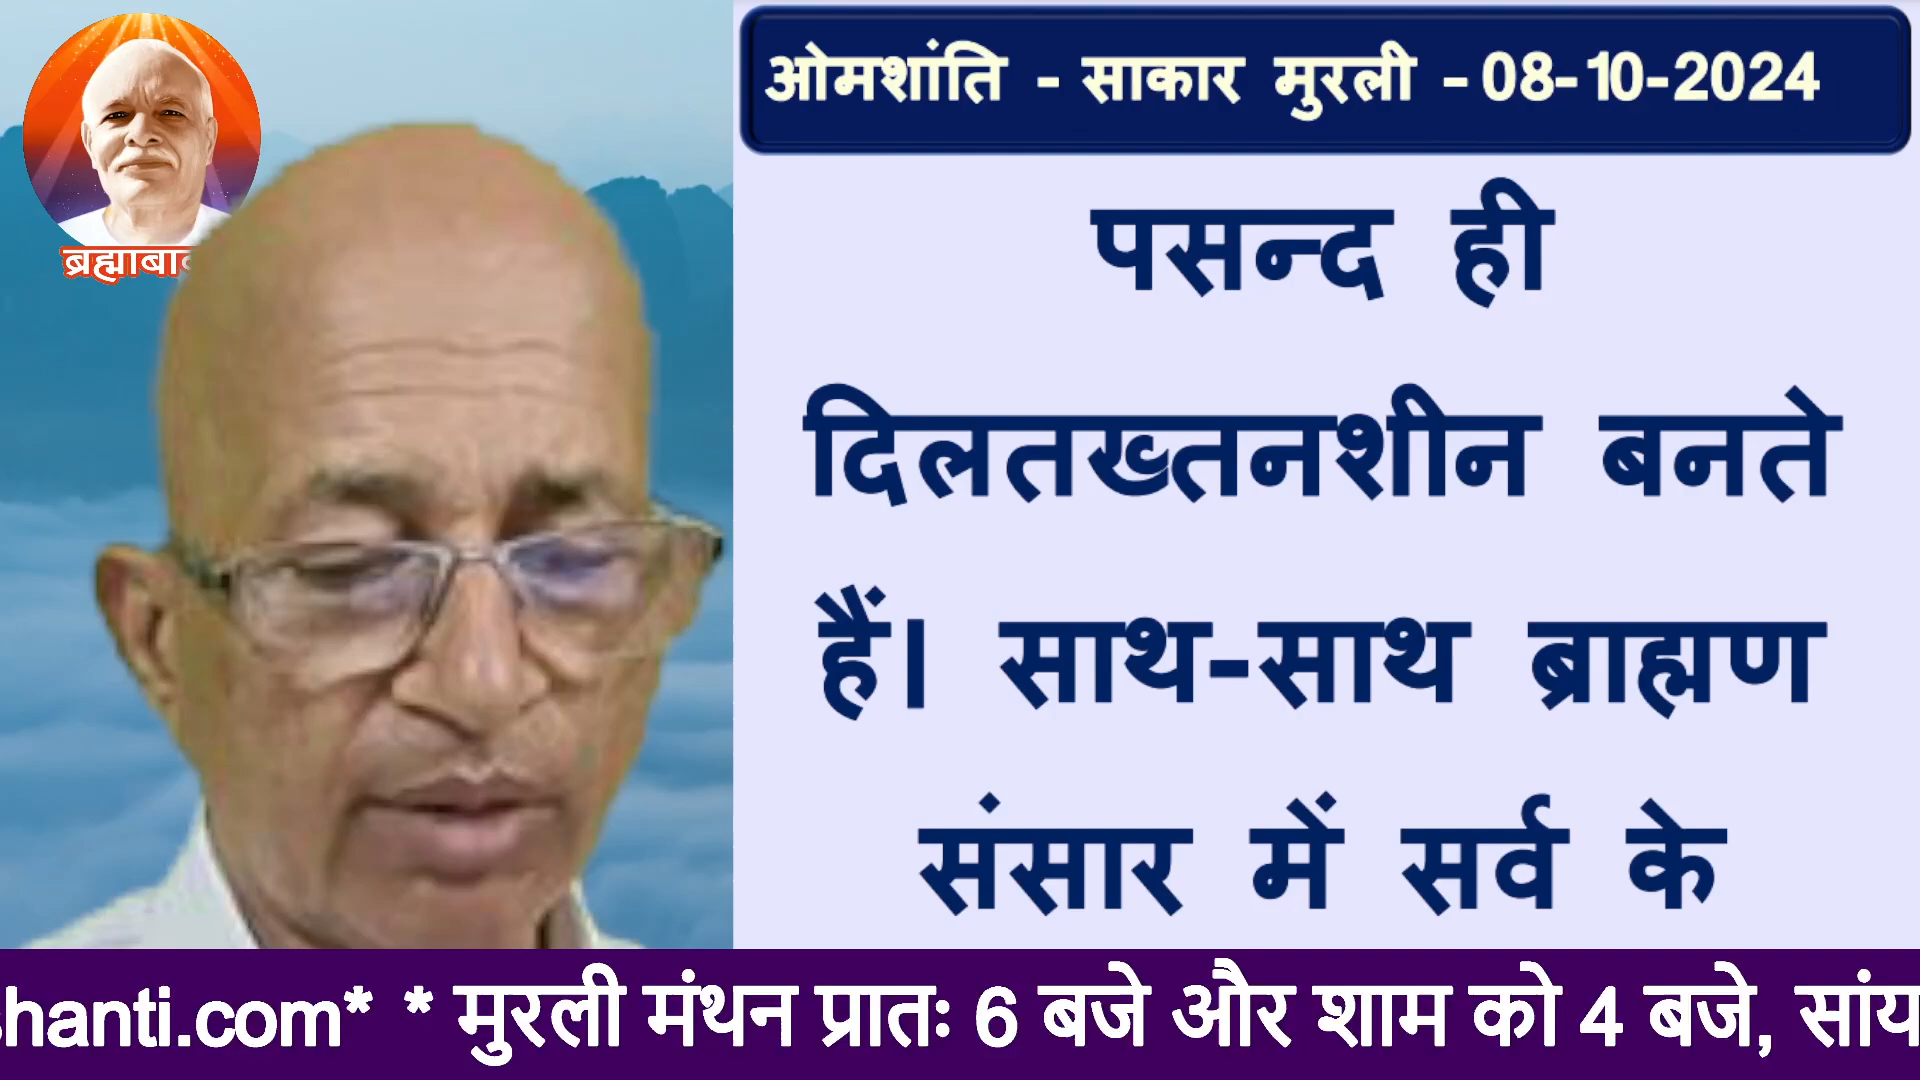 ब्रह्माबा
ओमशांति - साकार मुरली - 08-10-2024
पसन्द ही
दिलतख्तनशीन बनते
हैं। साथ-साथ ब्राह्मण
संसार में सर्व के
shanti.com* * मुरली मंथन प्रातः 6 बजे और शाम को 4 बजे, सांय